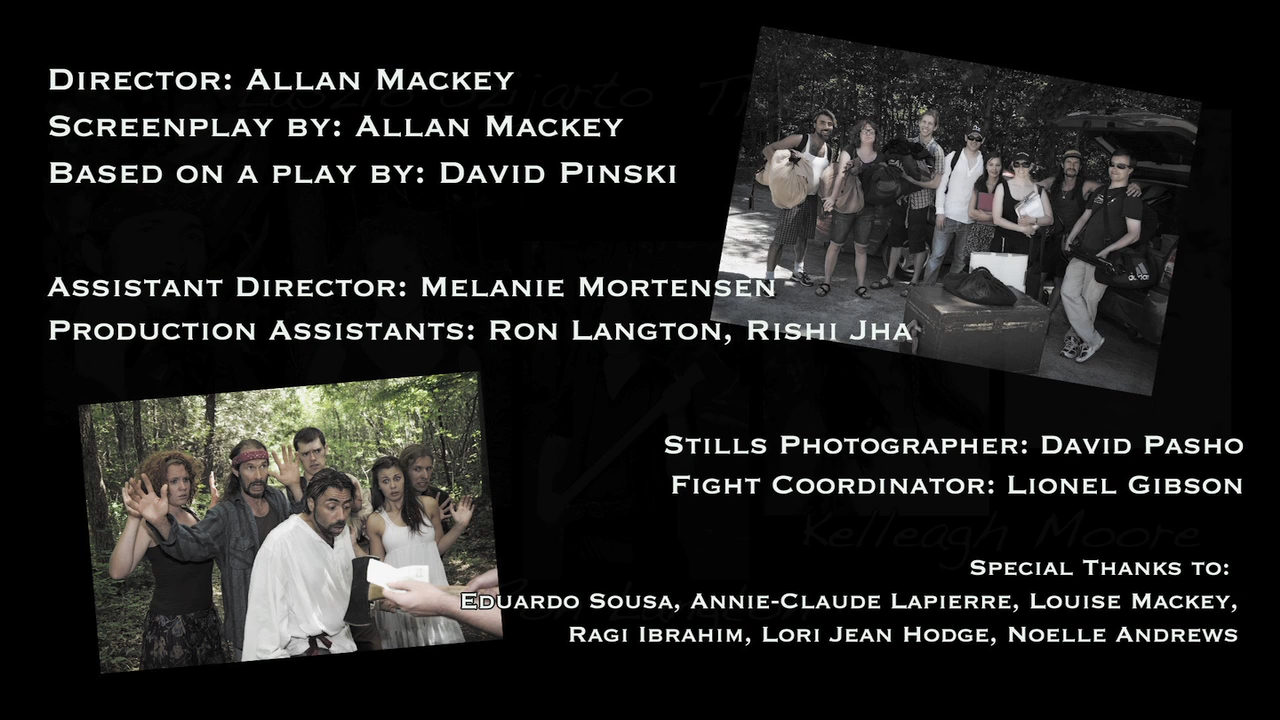 Director: Allan Mackey
Screenplay by: Allan Mackey
Based on a play by: David Pinski
Assistant Director: Melanie Mortensen
Production Assistants: Ron Langton, Rishi Jha
Stills Photographer: David Pasho
Fight Coordinator: Lionel Gibson
Kelleagh Moore
Special Thanks to:
Eduardo Sousa, Annie-Claude Lapierre, Louise Mackey,
Ragi Ibrahim, Lori Jean Hodge, Noelle Andrews
adidas